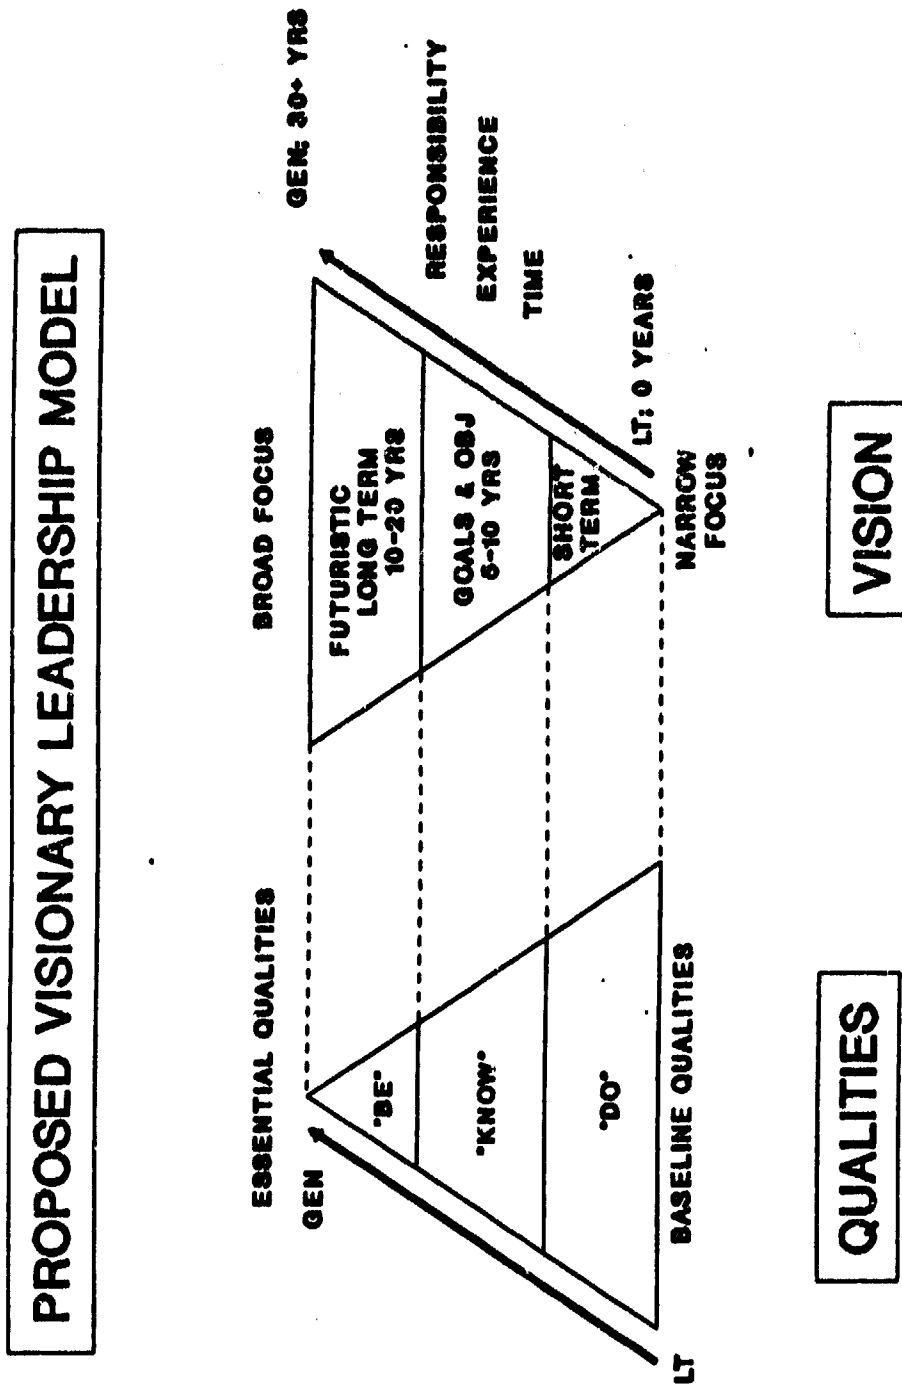 PROPOSED VISIONARY LEADERSHIP MODEL
ESSENTIAL QUALITIES
GEN
"BE"
"KNOW"
"DO"
BASELINE QUALITIES
LT
QUALITIES
BROAD FOCUS
GEN: 30+ YRS
FUTURISTIC
LONG TERM
10-20 YRS
GOALS & OBJ
5-10 YRS
SHORT
TERM
RESPONSIBILITY
EXPERIENCE
TIME
LT: 0 YEARS
NARROW
FOCUS
VISION